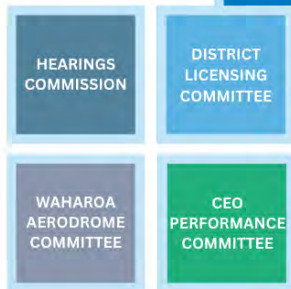 HEARINGS
COMMISSION
DISTRICT
LICENSING
COMMITTEE
WAHAROA
AERODROME
COMMITTEE
CEO
PERFORMANCE
COMMITTEE